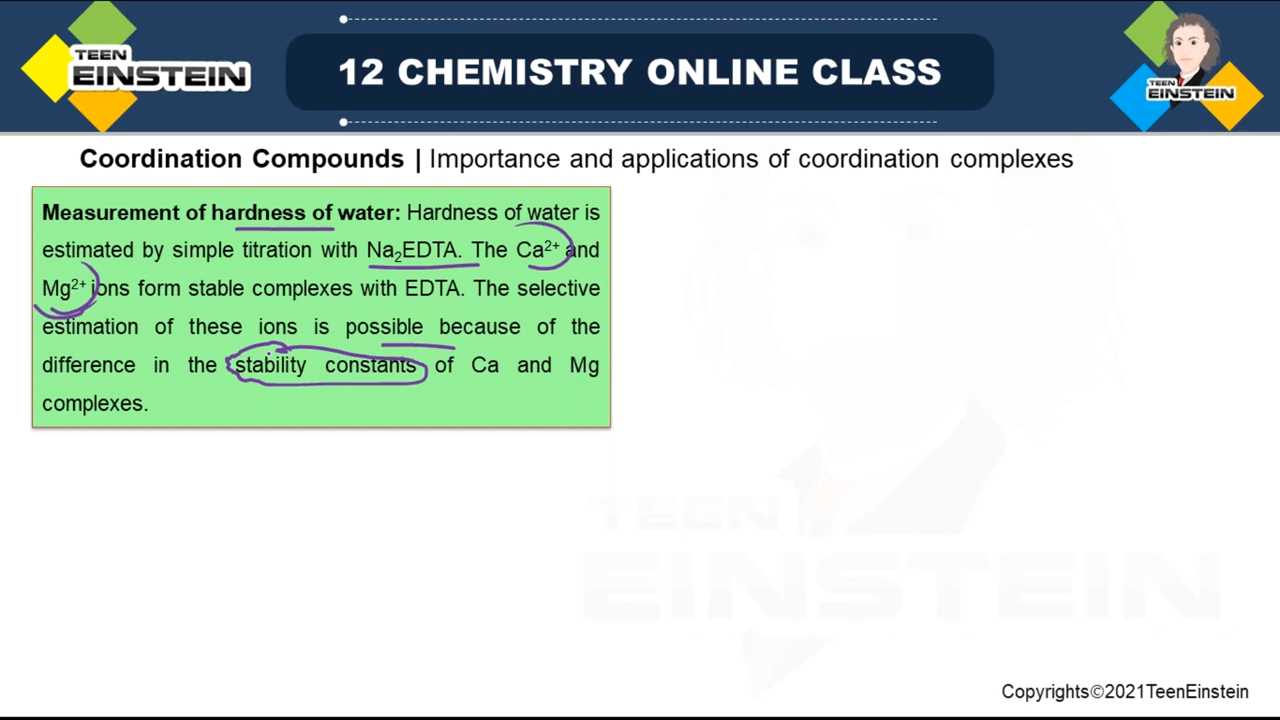 TEEN
EINSTEIN
12 CHEMISTRY ONLINE CLASS
TEEN
EINSTEIN
Coordination Compounds | Importance and applications of coordination complexes
Measurement of hardness of water: Hardness of water is
estimated by simple titration with Na₂EDTA. The Ca²⁺ and
Mg²⁺ ions form stable complexes with EDTA. The selective
estimation of these ions is possible because of the
difference in the stability constants of Ca and Mg
complexes.
TEEN
EINSTEIN
Copyrights©2021TeenEinstein